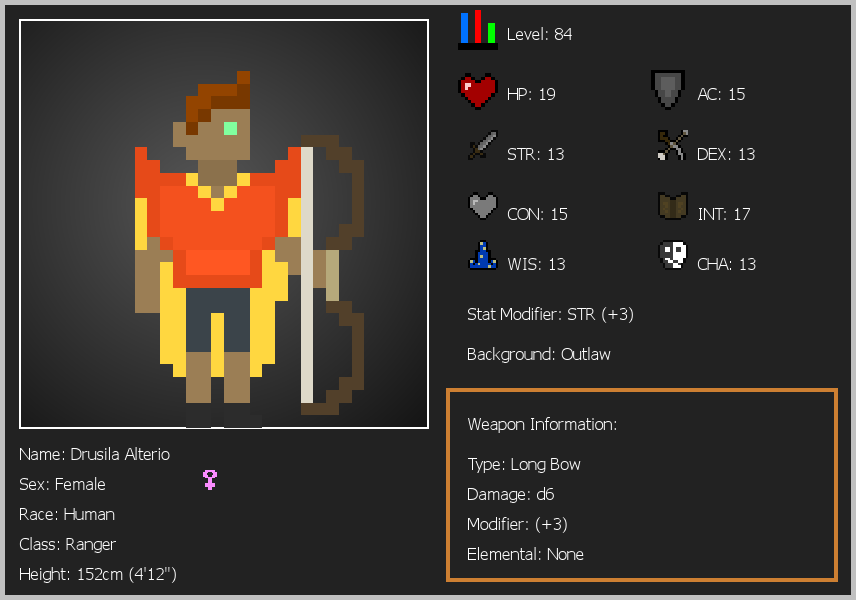 Level: 84
HP: 19
AC: 15
STR: 13
DEX: 13
CON: 15
INT: 17
WIS: 13
CHA: 13
Stat Modifier: STR (+3)
Background: Outlaw
Weapon Information:
Type: Long Bow
Damage: d6
Modifier: (+3)
Elemental: None
Name: Drusila Alterio
Sex: Female
Race: Human
Class: Ranger
Height: 152cm (4'12")